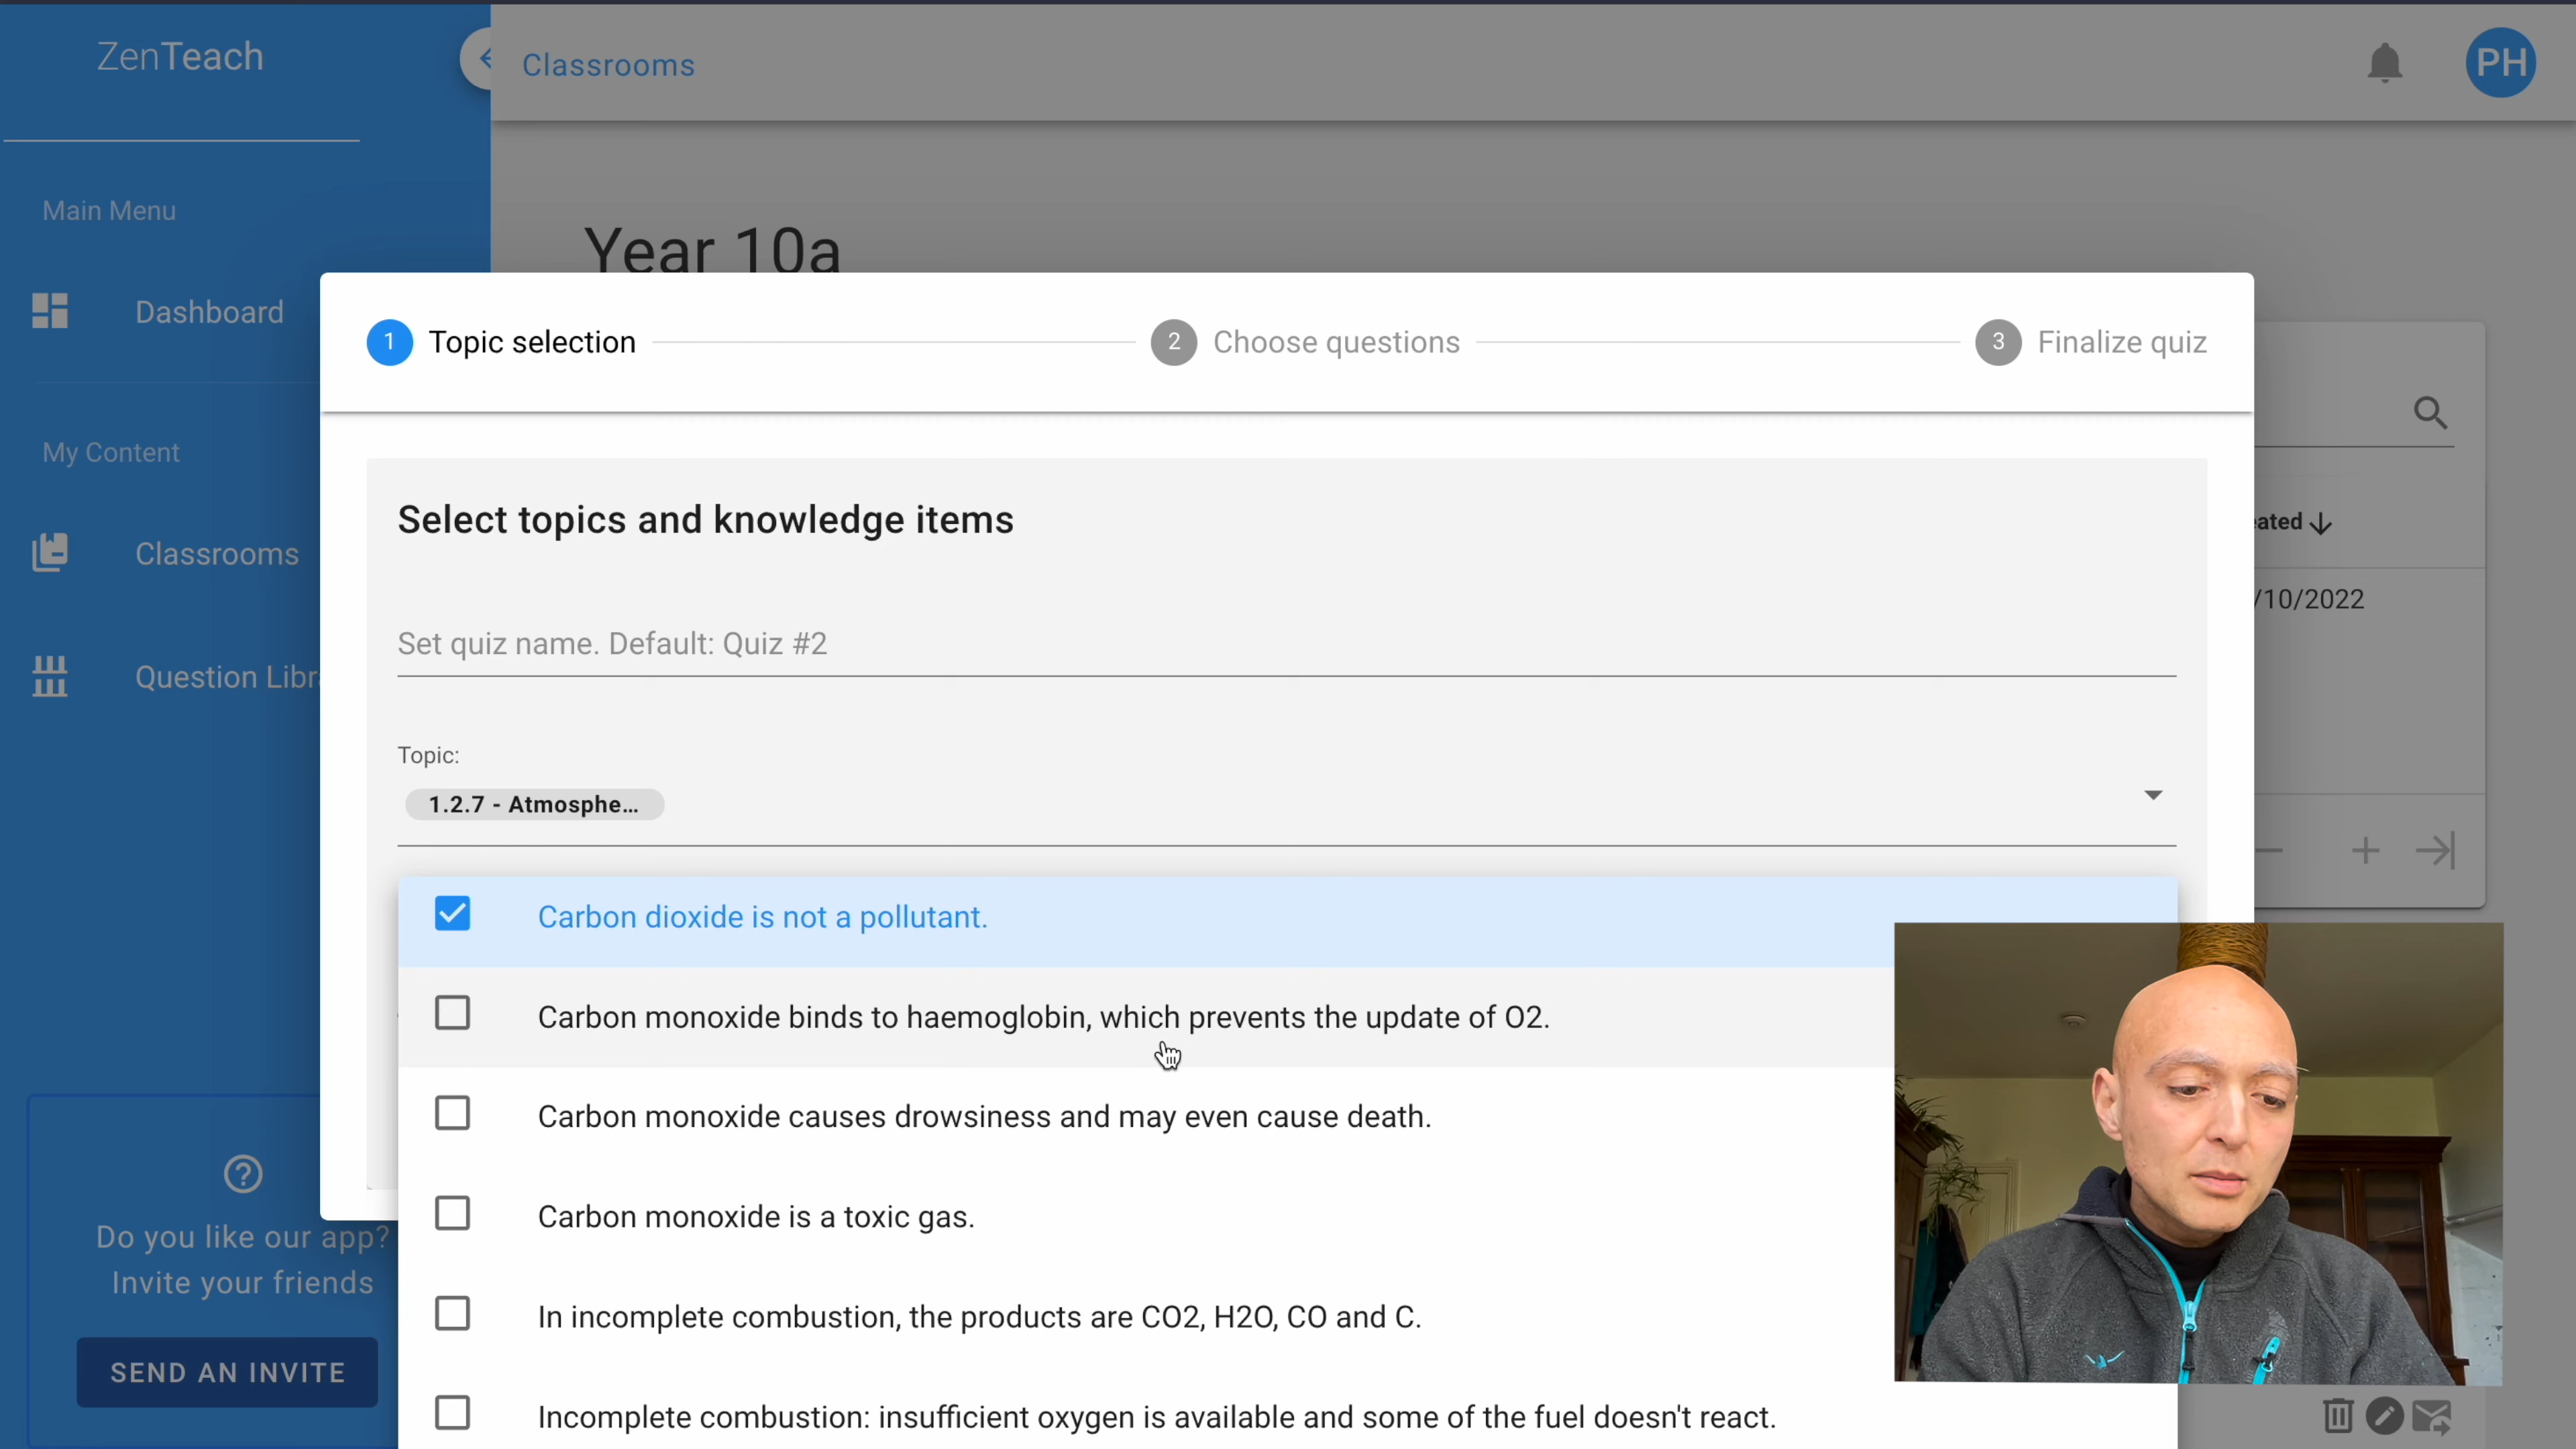 ZenTeach
Classrooms
PH
Main Menu
Year 10a
Dashboard
1 Topic selection
2 Choose questions
3 Finalize quiz
My Content
Select topics and knowledge items
eated
Classrooms
/10/2022
Set quiz name. Default: Quiz #2
Question Libr
Topic:
1.2.7 - Atmosphe...
Carbon dioxide is not a pollutant.
Carbon monoxide binds to haemoglobin, which prevents the update of O2.
Carbon monoxide causes drowsiness and may even cause death.
Carbon monoxide is a toxic gas.
In incomplete combustion, the products are CO2, H2O, CO and C.
Incomplete combustion: insufficient oxygen is available and some of the fuel doesn't react.
Do you like our app?
Invite your friends
SEND AN INVITE